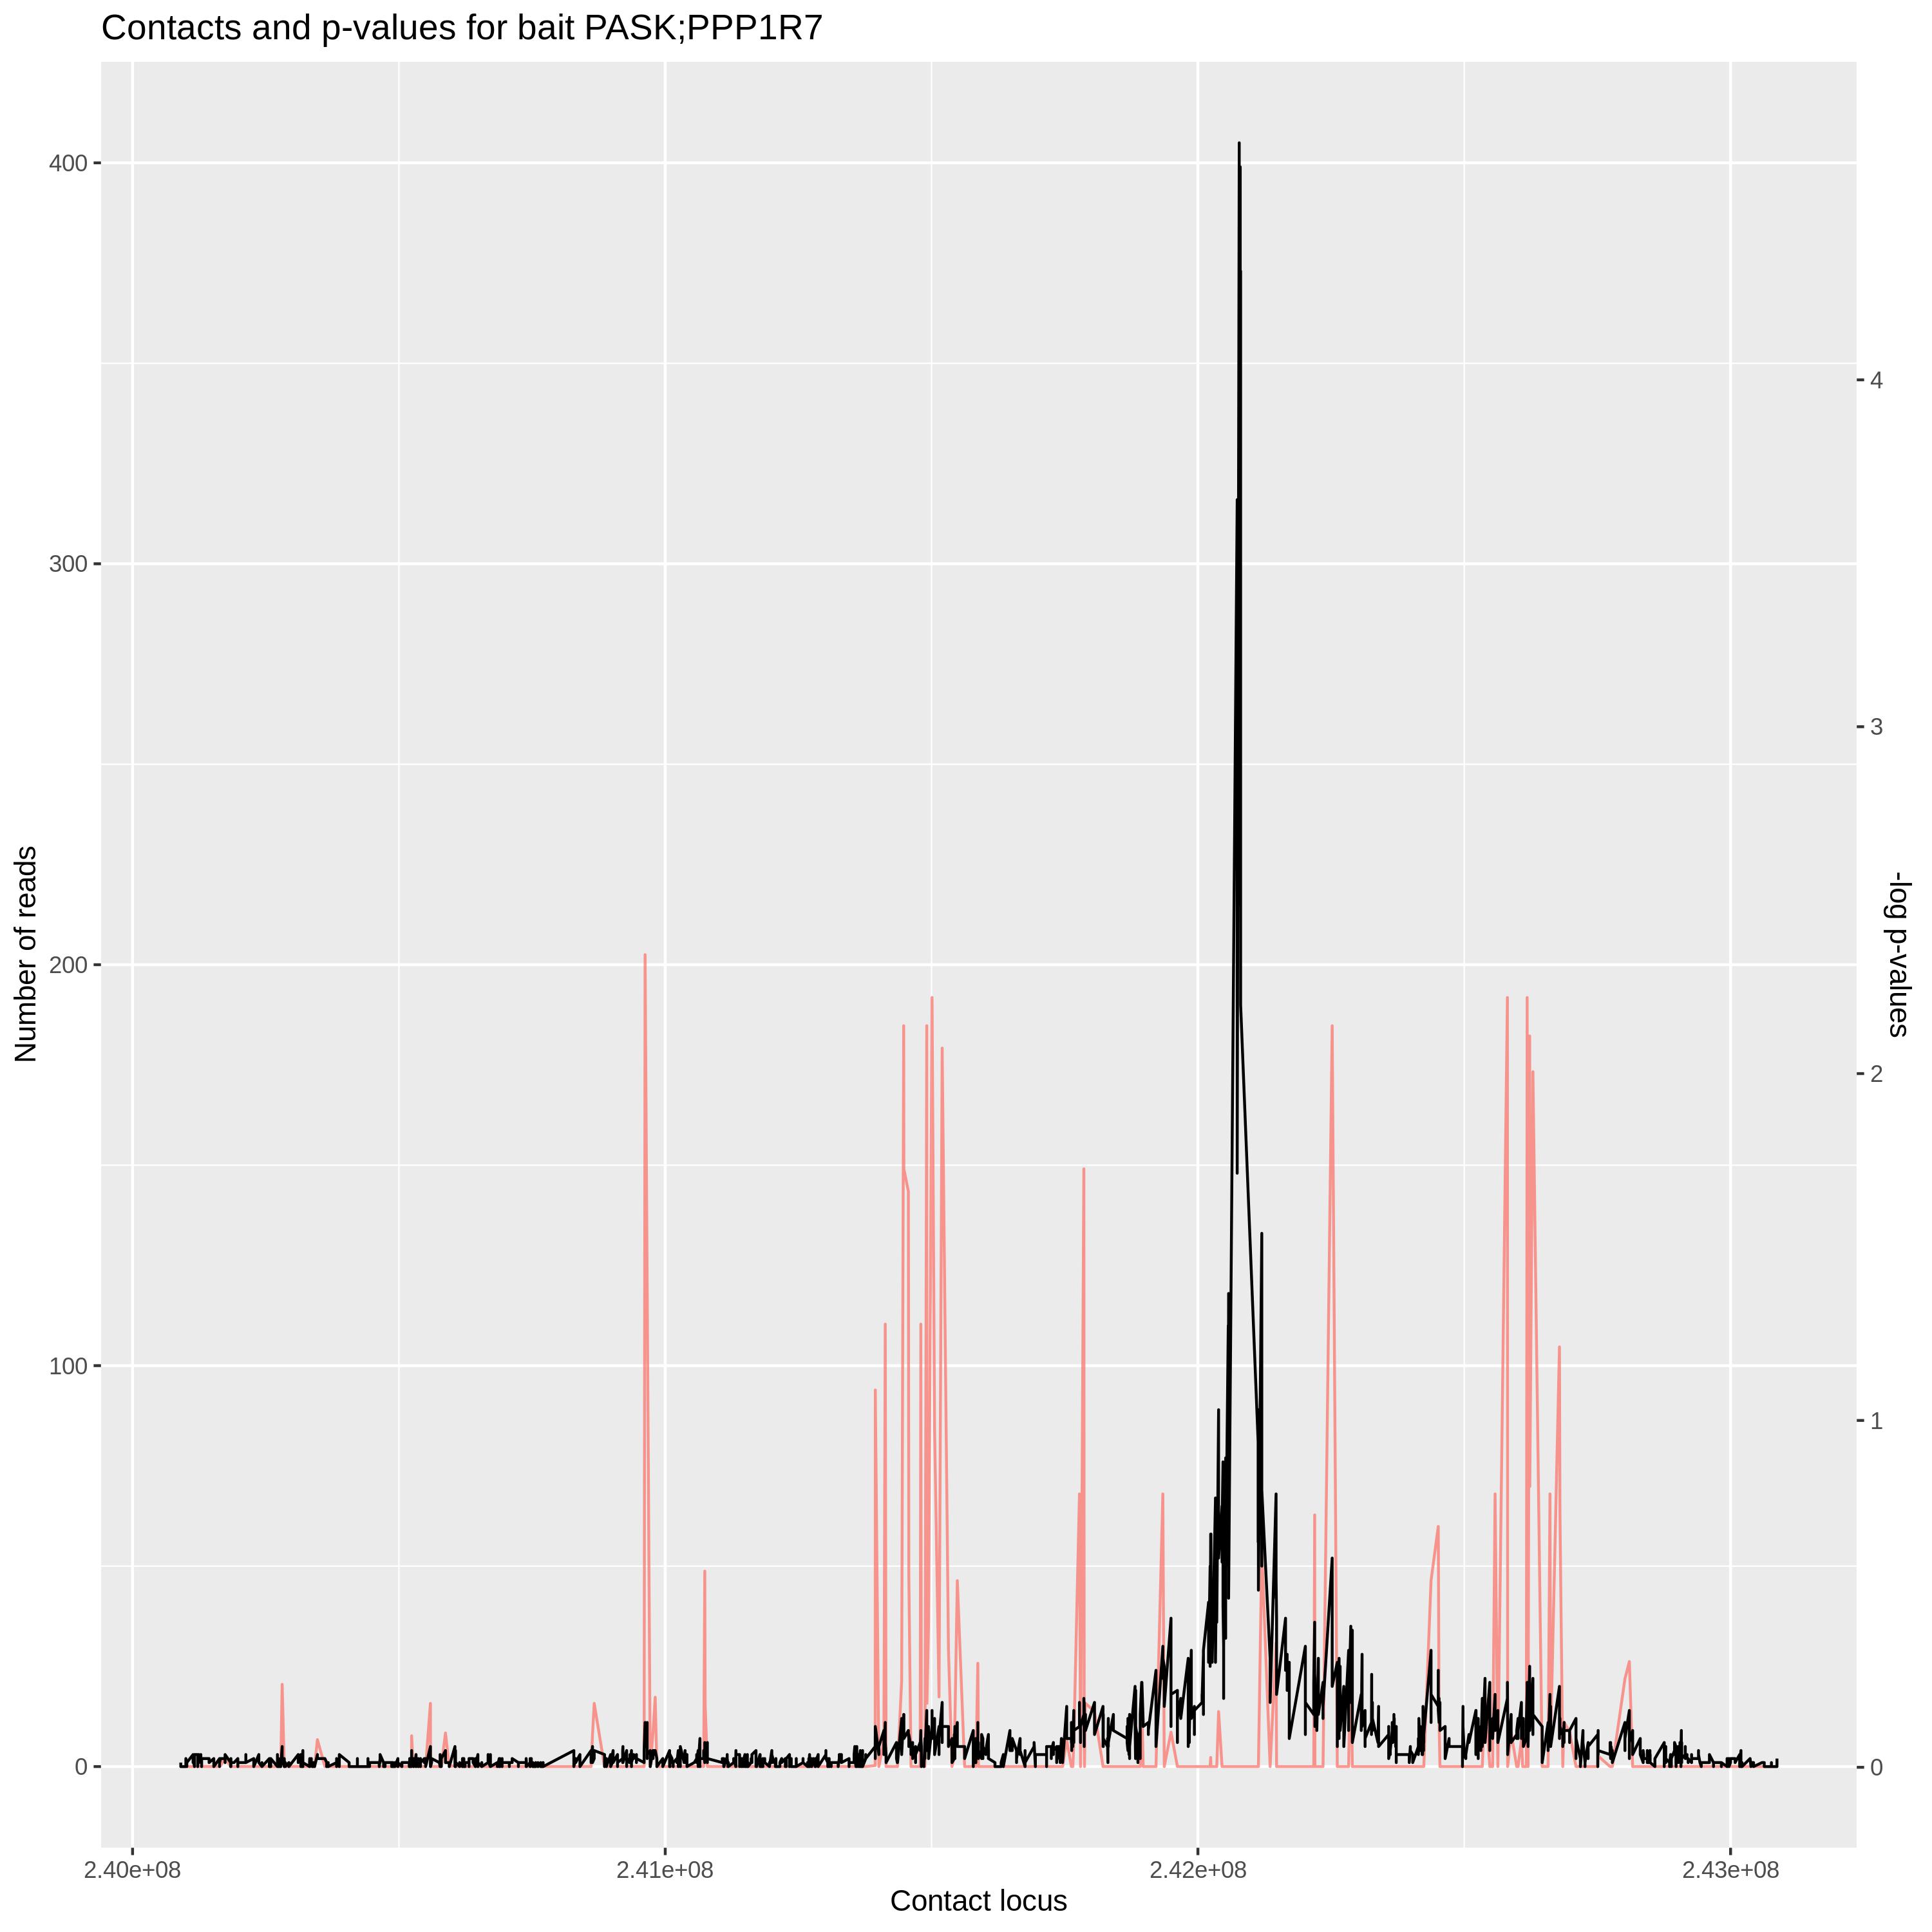 Contacts and p-values for bait PASK;PPP1R7
400
300
200
100
0
Number of reads
4
3
2
1
0
-log p-values
2.40e+08
2.41e+08
2.42e+08
2.43e+08
Contact locus